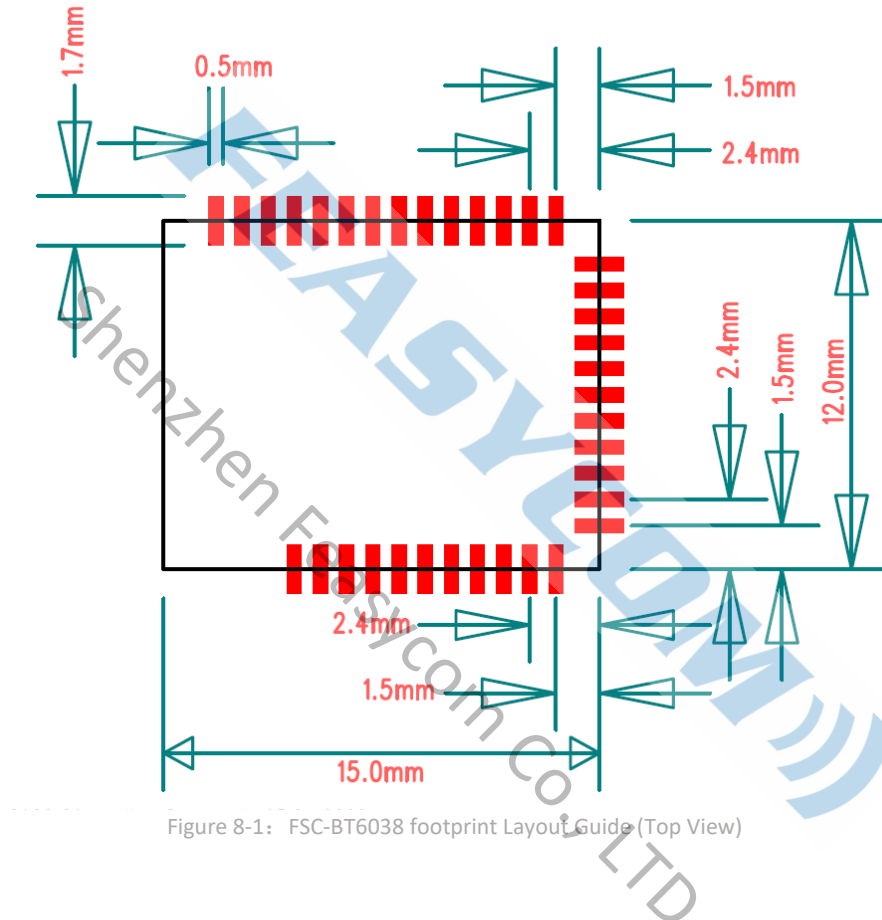 1.7mm
0.5mm
1.5mm
2.4mm
2.4mm
1.5mm
12.0mm
2.4mm
1.5mm
15.0mm
FEASYCOM
Shenzhen Feasycom Co., LTD
Figure 8-1: FSC-BT6038 footprint Layout Guide (Top View)